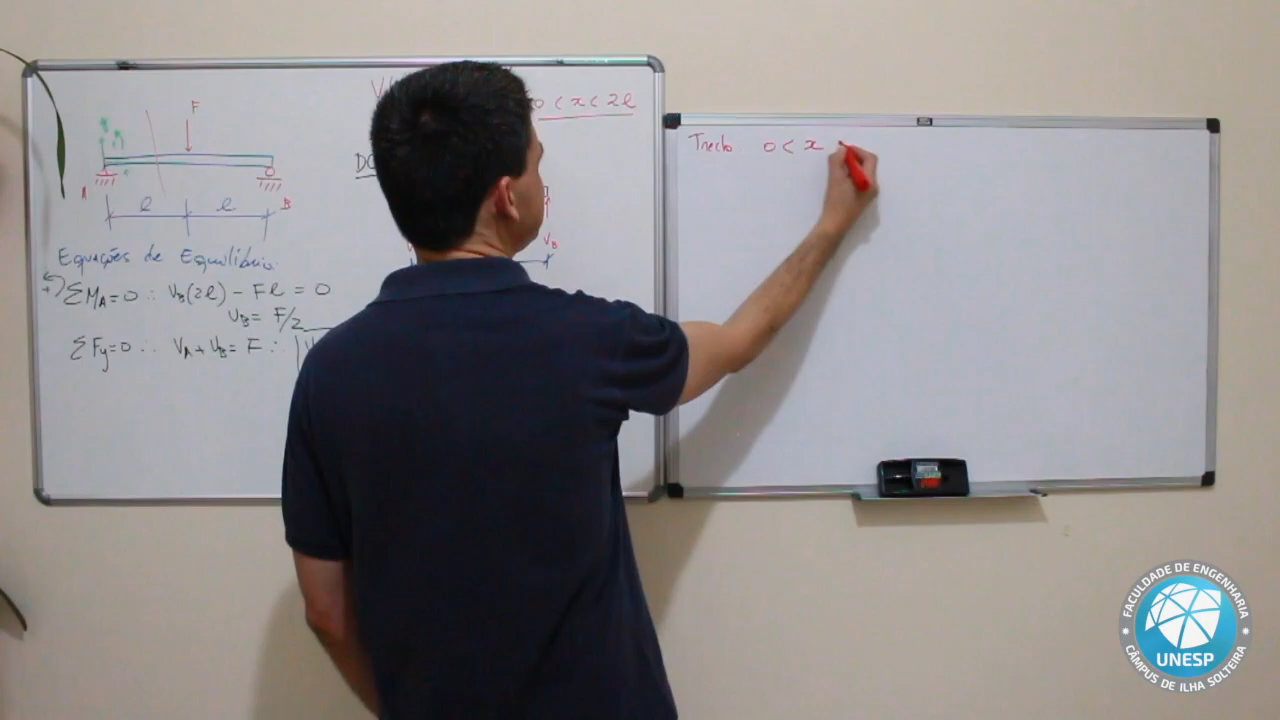 F
A
l
l
B
Equações de Equilíbrio
ΣM_A=0 ∴ V_B(2l) - Fl = 0
V_B = F/2
ΣFy=0 ∴ V_A + V_B = F ∴
0 < x < 2l
V_B
Trecho 0 < x
FACULDADE DE ENGENHARIA
UNESP
CÂMPUS DE ILHA SOLTEIRA